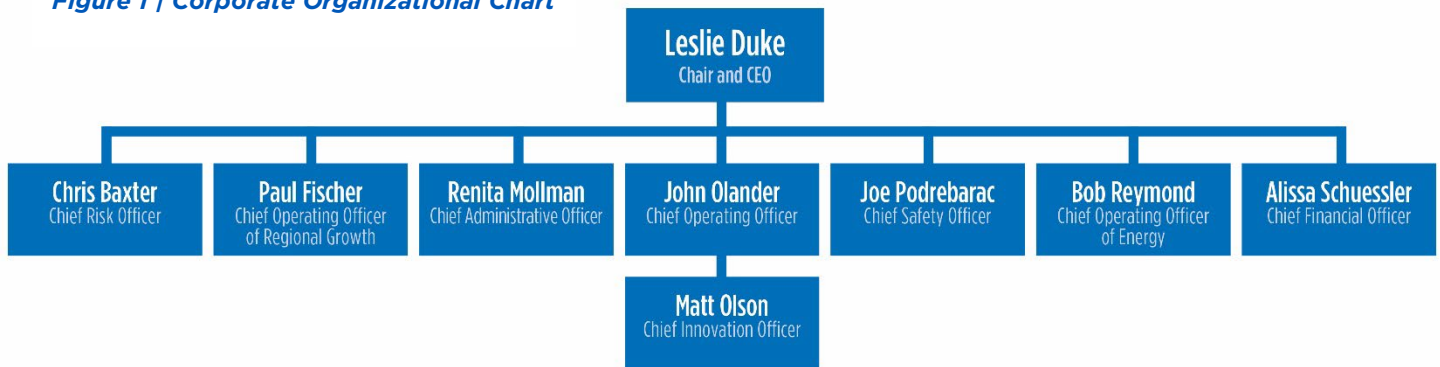 Figure 1 | Corporate Organizational Chart
Leslie Duke
Chair and CEO
Chris Baxter
Chief Risk Officer
Paul Fischer
Chief Operating Officer
of Regional Growth
Renita Mollman
Chief Administrative Officer
John Olander
Chief Operating Officer
Joe Podrebarac
Chief Safety Officer
Bob Reymond
Chief Operating Officer
of Energy
Alissa Schuessler
Chief Financial Officer
Matt Olson
Chief Innovation Officer